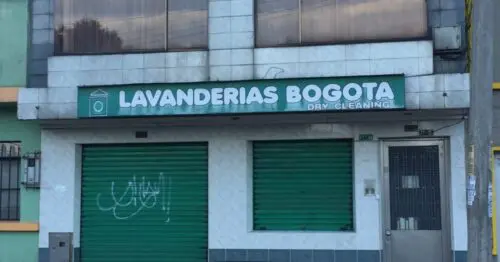 LAVANDERIAS BOGOTA
DRY CLEANING